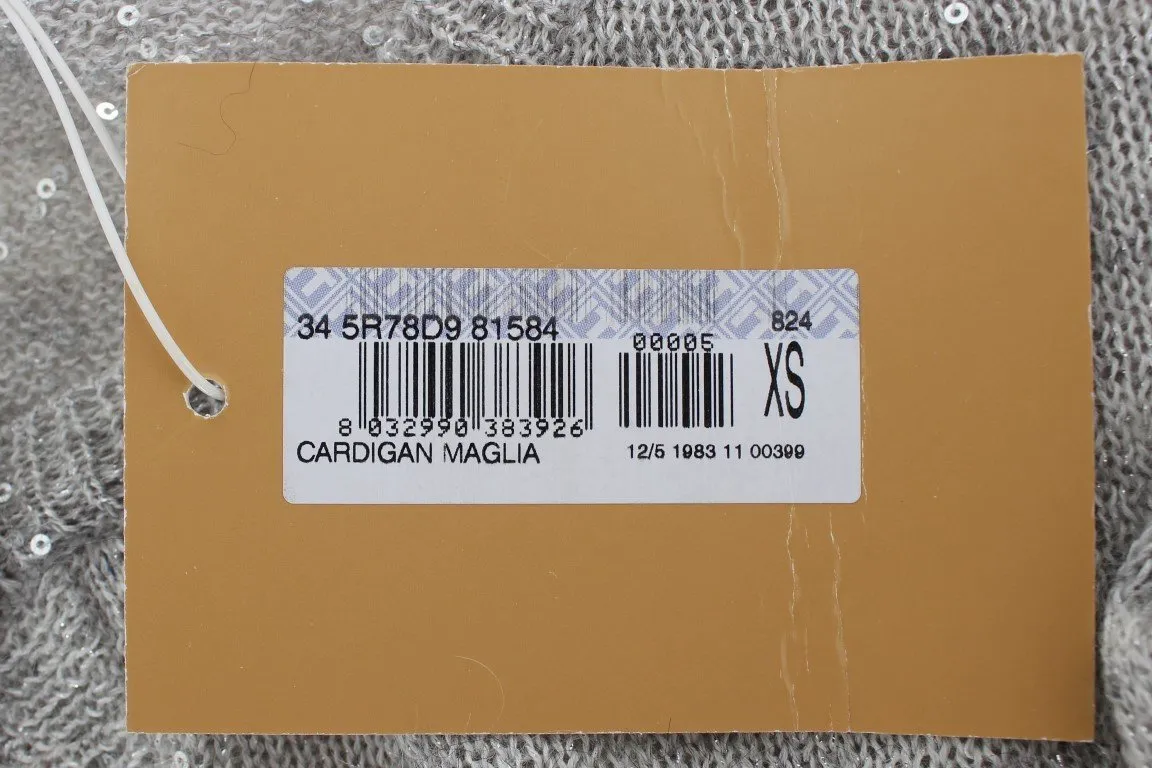 34 5R78D9 81584
824
00005
XS
8 032990 383926
CARDIGAN MAGLIA
12/5 1983 11 00399